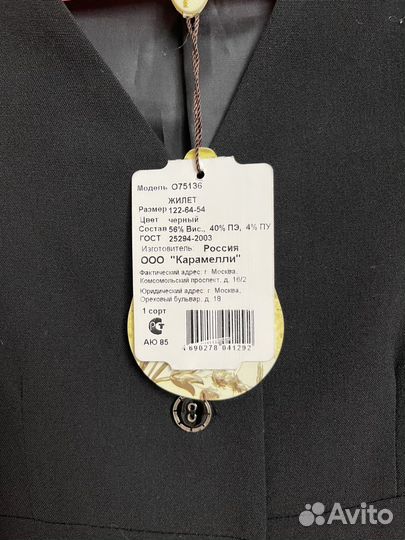 Модель О75136
ЖИЛЕТ
Размер 122-64-54
Цвет черный
Состав 56% Вис., 40% ПЭ, 4% ПУ
ГОСТ 25294-2003
Изготовитель: Россия
ООО "Карамелли"
Фактический адрес: г. Москва,
Комсомольский проспект, д. 16/2
Юридический адрес: г. Москва,
Ореховый бульвар, д. 18
1 сорт
РСТ
АЮ 85
4690278 041292
Avito